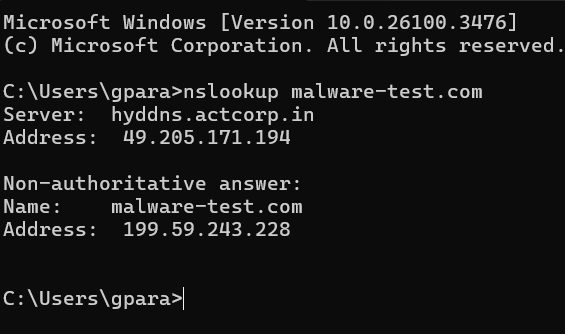 Microsoft Windows [Version 10.0.26100.3476]
(c) Microsoft Corporation. All rights reserved.
C:\Users\gpara>nslookup malware-test.com
Server:  hyddns.actcorp.in
Address:  49.205.171.194
Non-authoritative answer:
Name:    malware-test.com
Address:  199.59.243.228
C:\Users\gpara>